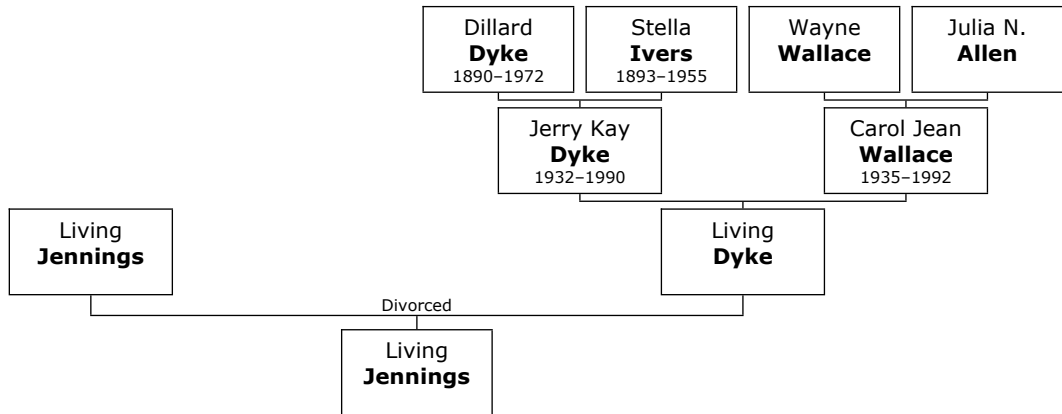 Dillard
Dyke
1890–1972
Stella
Ivers
1893–1955
Wayne
Wallace
Julia N.
Allen
Jerry Kay
Dyke
1932–1990
Carol Jean
Wallace
1935–1992
Living
Jennings
Living
Dyke
Divorced
Living
Jennings